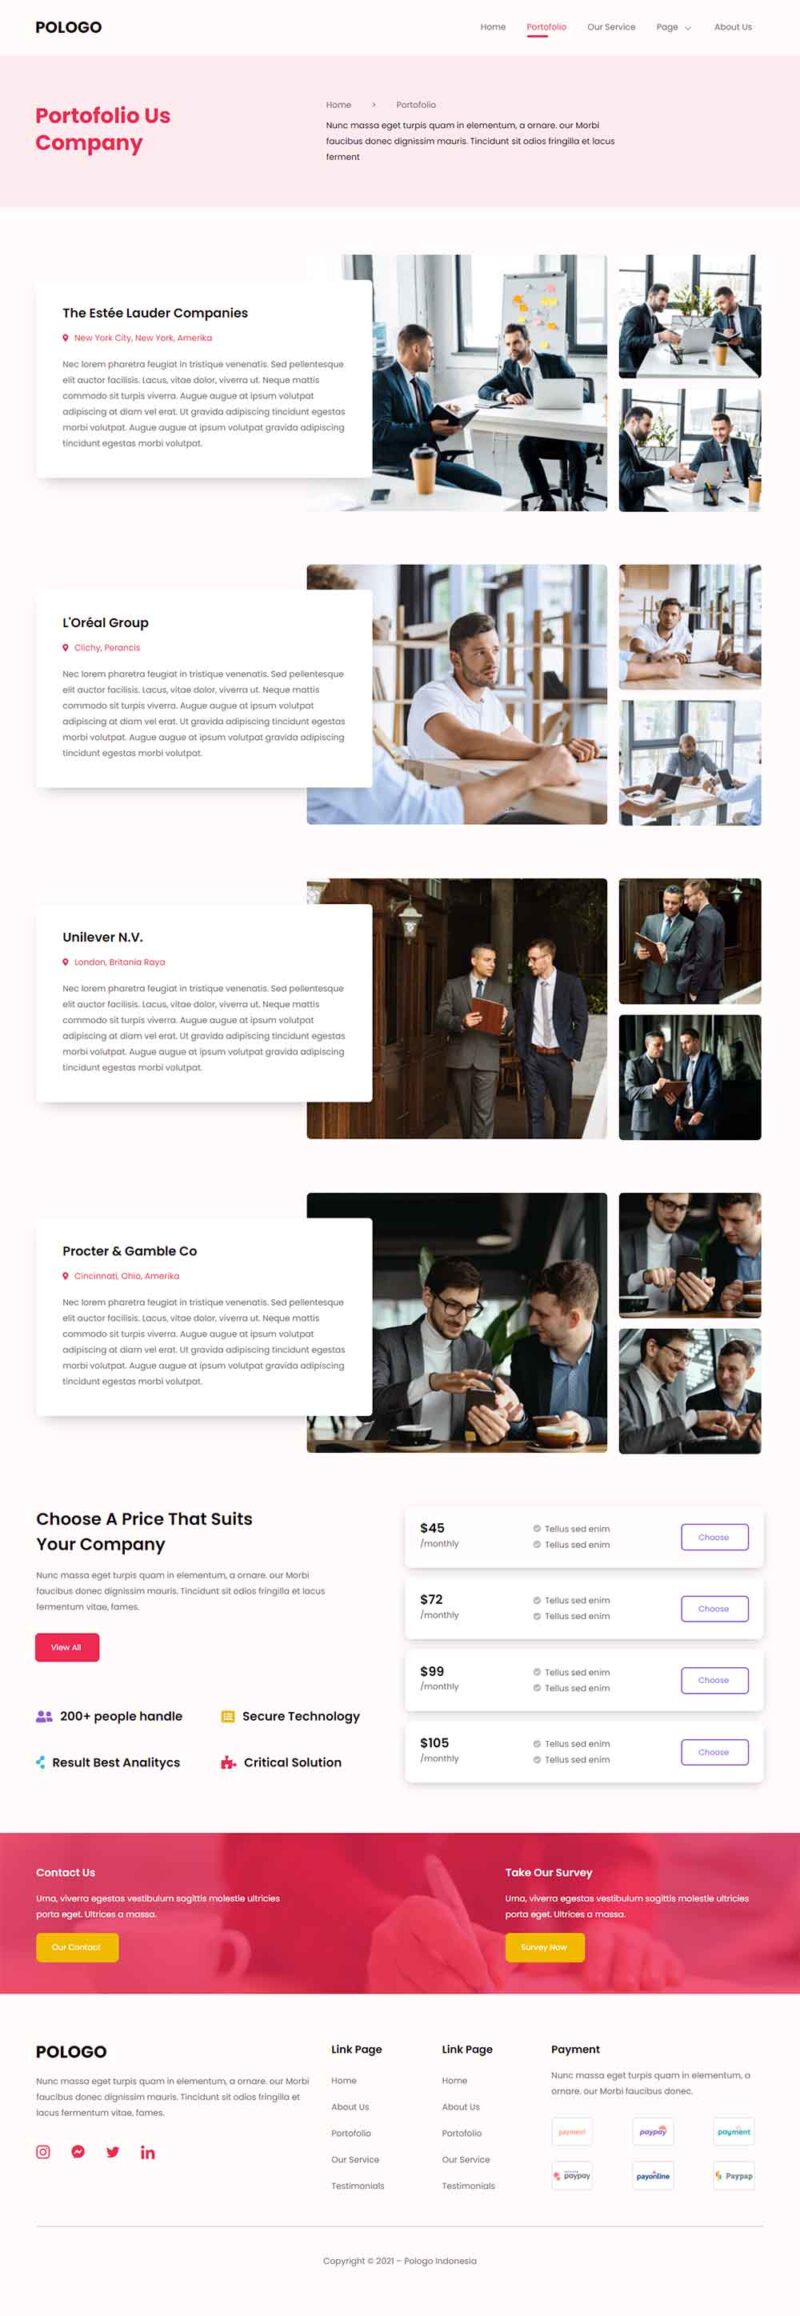 POLOGO
Home
Portofolio
Our Service
Page
About Us
Portofolio Us
Company
Home > Portofolio
Nunc massa eget turpis quam in elementum, a ornare. our Morbi
faucibus donec dignissim mauris. Tincidunt sit odios fringilla et lacus
ferment
The Estée Lauder Companies
New York City, New York, Amerika
Nec lorem pharetra feugiat in tristique venenatis. Sed pellentesque
elit auctor facilisis. Lacus, vitae dolor, viverra ut. Neque mattis
commodo sit turpis viverra. Augue augue at ipsum volutpat
adipiscing at diam vel erat. Ut gravida adipiscing tincidunt egestas
morbi volutpat. Augue augue at ipsum volutpat gravida adipiscing
tincidunt egestas morbi volutpat.
L'Oréal Group
Clichy, Perancis
Nec lorem pharetra feugiat in tristique venenatis. Sed pellentesque
elit auctor facilisis. Lacus, vitae dolor, viverra ut. Neque mattis
commodo sit turpis viverra. Augue augue at ipsum volutpat
adipiscing at diam vel erat. Ut gravida adipiscing tincidunt egestas
morbi volutpat. Augue augue at ipsum volutpat gravida adipiscing
tincidunt egestas morbi volutpat.
Unilever N.V.
London, Britania Raya
Nec lorem pharetra feugiat in tristique venenatis. Sed pellentesque
elit auctor facilisis. Lacus, vitae dolor, viverra ut. Neque mattis
commodo sit turpis viverra. Augue augue at ipsum volutpat
adipiscing at diam vel erat. Ut gravida adipiscing tincidunt egestas
morbi volutpat. Augue augue at ipsum volutpat gravida adipiscing
tincidunt egestas morbi volutpat.
Procter & Gamble Co
Cincinnati, Ohio, Amerika
Nec lorem pharetra feugiat in tristique venenatis. Sed pellentesque
elit auctor facilisis. Lacus, vitae dolor, viverra ut. Neque mattis
commodo sit turpis viverra. Augue augue at ipsum volutpat
adipiscing at diam vel erat. Ut gravida adipiscing tincidunt egestas
morbi volutpat. Augue augue at ipsum volutpat gravida adipiscing
tincidunt egestas morbi volutpat.
Choose A Price That Suits
Your Company
Nunc massa eget turpis quam in elementum, a ornare. our Morbi
faucibus donec dignissim mauris. Tincidunt sit odios fringilla et lacus
fermentum vitae, fames.
View All
200+ people handle
Secure Technology
Result Best Analitycs
Critical Solution
$45
/monthly
Tellus sed enim
Tellus sed enim
Choose
$72
/monthly
Tellus sed enim
Tellus sed enim
Choose
$99
/monthly
Tellus sed enim
Tellus sed enim
Choose
$105
/monthly
Tellus sed enim
Tellus sed enim
Choose
Contact Us
Urna, viverra egestas vestibulum sagittis molestie ultricies
porta eget. Ultrices a massa.
Our Contact
Take Our Survey
Urna, viverra egestas vestibulum sagittis molestie ultricies
porta eget. Ultrices a massa.
Survey Now
POLOGO
Nunc massa eget turpis quam in elementum, a ornare. our Morbi
faucibus donec dignissim mauris. Tincidunt sit odios fringilla et
lacus fermentum vitae, fames.
Link Page
Home
About Us
Portofolio
Our Service
Testimonials
Link Page
Home
About Us
Portofolio
Our Service
Testimonials
Payment
Nunc massa eget turpis quam in elementum, a
ornare. our Morbi faucibus donec.
payment
paypay
payment
paypay
payonline
Paypap
Copyright © 2021 – Pologo Indonesia